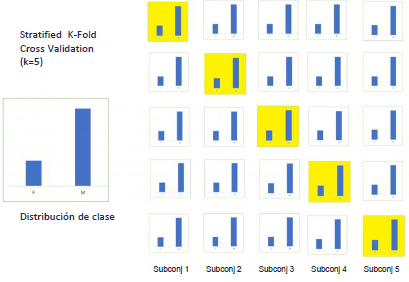 Stratified K-Fold
Cross Validation
(k=5)
F M
Distribución de clase
Subconj 1 Subconj 2 Subconj 3 Subconj 4 Subconj 5